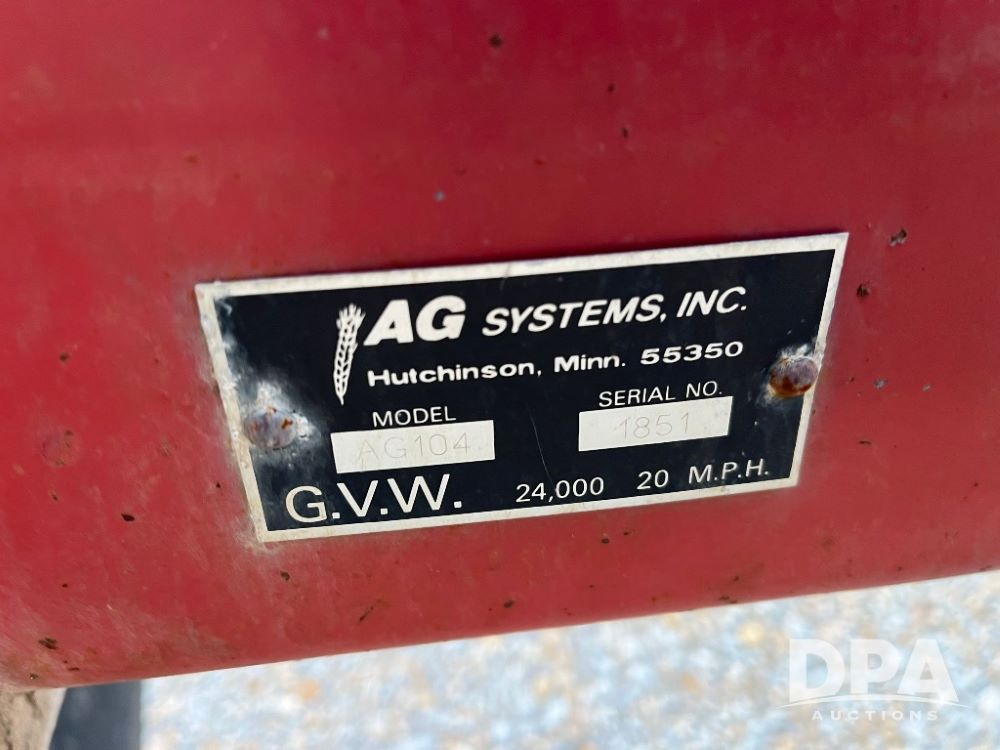 AG SYSTEMS, INC.
Hutchinson, Minn. 55350
MODEL SERIAL NO.
AG104 1851
G.V.W. 24,000 20 M.P.H.
DPA
AUCTIONS